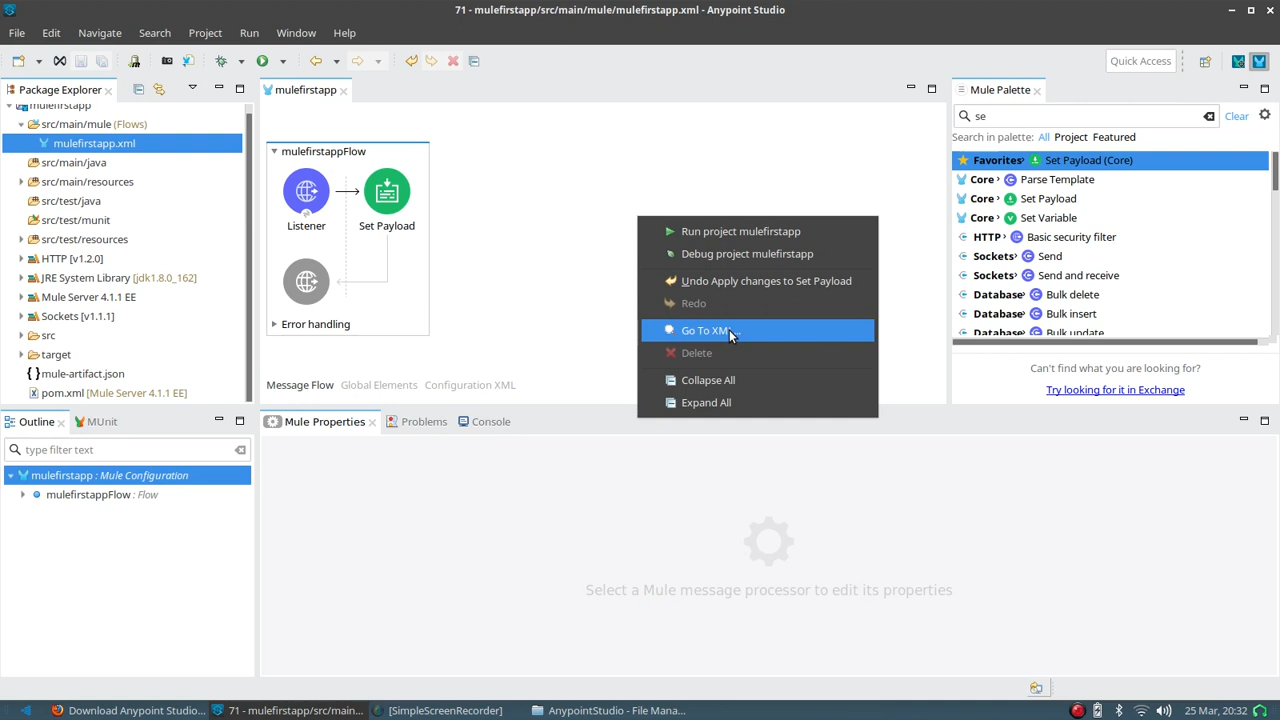 71 - mulefirstapp/src/main/mule/mulefirstapp.xml - Anypoint Studio
File Edit Navigate Search Project Run Window Help
Quick Access
Package Explorer
mulefirstapp
src/main/mule (Flows)
mulefirstapp.xml
src/main/java
src/main/resources
src/test/java
src/test/munit
src/test/resources
HTTP [v1.2.0]
JRE System Library [jdk1.8.0_162]
Mule Server 4.1.1 EE
Sockets [v1.1.1]
src
target
mule-artifact.json
pom.xml [Mule Server 4.1.1 EE]
mulefirstapp
mulefirstappFlow
Listener
Set Payload
Error handling
Message Flow Global Elements Configuration XML
Run project mulefirstapp
Debug project mulefirstapp
Undo Apply changes to Set Payload
Redo
Go To XM...
Delete
Collapse All
Expand All
Mule Palette
se
Clear
Search in palette: All Project Featured
Favorites Set Payload (Core)
Core Parse Template
Core Set Payload
Core Set Variable
HTTP Basic security filter
Sockets Send
Sockets Send and receive
Database Bulk delete
Database Bulk insert
Database Bulk update
Can't find what you are looking for?
Try looking for it in Exchange
Outline MUnit
type filter text
mulefirstapp : Mule Configuration
mulefirstappFlow : Flow
Mule Properties Problems Console
Select a Mule message processor to edit its properties
Download Anypoint Studio... 71 - mulefirstapp/src/main... [SimpleScreenRecorder] AnypointStudio - File Mana... 25 Mar, 20:32